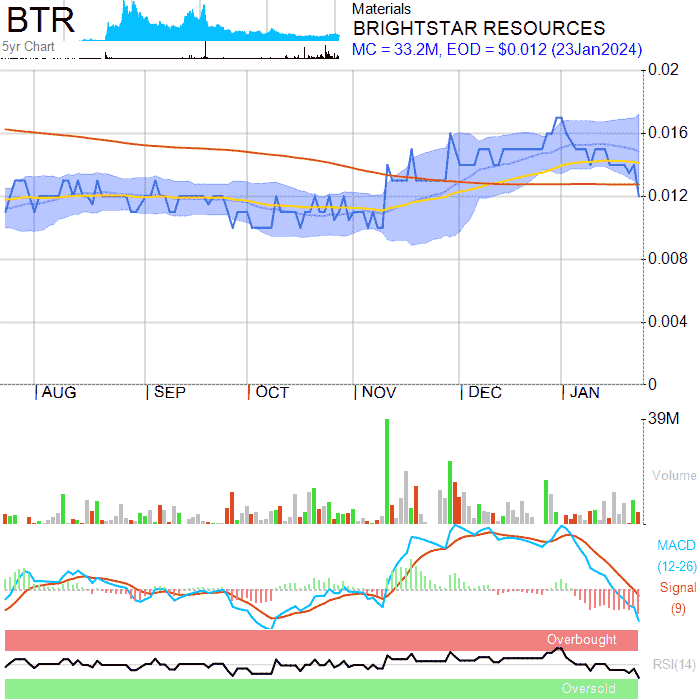 BTR
5yr Chart
Materials
BRIGHTSTAR RESOURCES
MC = 33.2M, EOD = $0.012 (23Jan2024)
0.02
0.016
0.012
0.008
0.004
0
AUG SEP OCT NOV DEC JAN
39M
Volume
MACD
(12-26)
Signal
(9)
Overbought
RSI(14)
Oversold